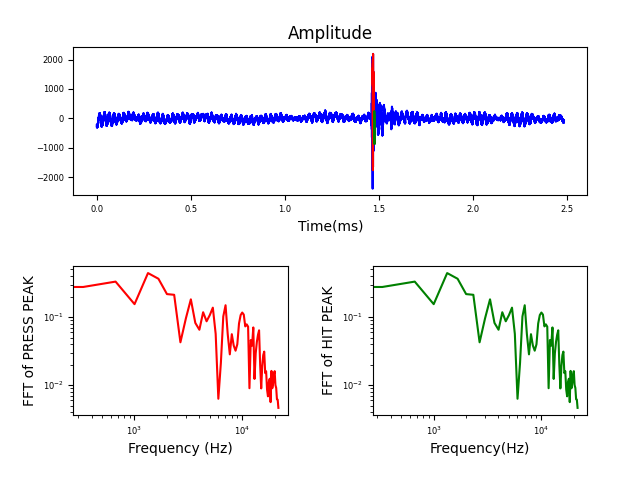 Amplitude
2000
1000
0
−1000
−2000
0.0 0.5 1.0 1.5 2.0 2.5
Time(ms)
FFT of PRESS PEAK
10⁻¹
10⁻²
10³ 10⁴
Frequency (Hz)
FFT of HIT PEAK
10⁻¹
10⁻²
10³ 10⁴
Frequency(Hz)